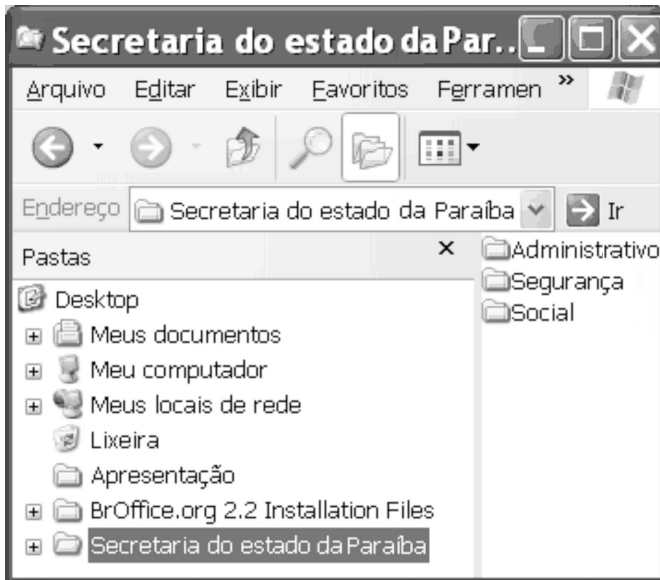 Secretaria do estado da Par..
Arquivo Editar Exibir Favoritos Ferramen »
Endereço Secretaria do estado da Paraíba Ir
Pastas
Desktop
Meus documentos
Meu computador
Meus locais de rede
Lixeira
Apresentação
BrOffice.org 2.2 Installation Files
Secretaria do estado da Paraíba
Administrativo
Segurança
Social